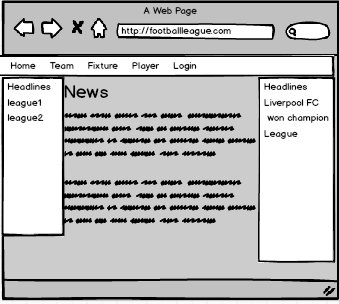 A Web Page
http://footballleague.com
Home Team Fixture Player Login
Headlines
league1
league2
News
Headlines
Liverpool FC
won champion
League